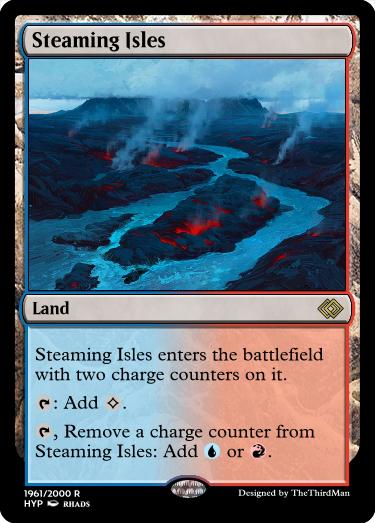 Steaming Isles
Land
Steaming Isles enters the battlefield
with two charge counters on it.
: Add .
, Remove a charge counter from
Steaming Isles: Add or .
1961/2000 R
HYP RHADS
Designed by TheThirdMan